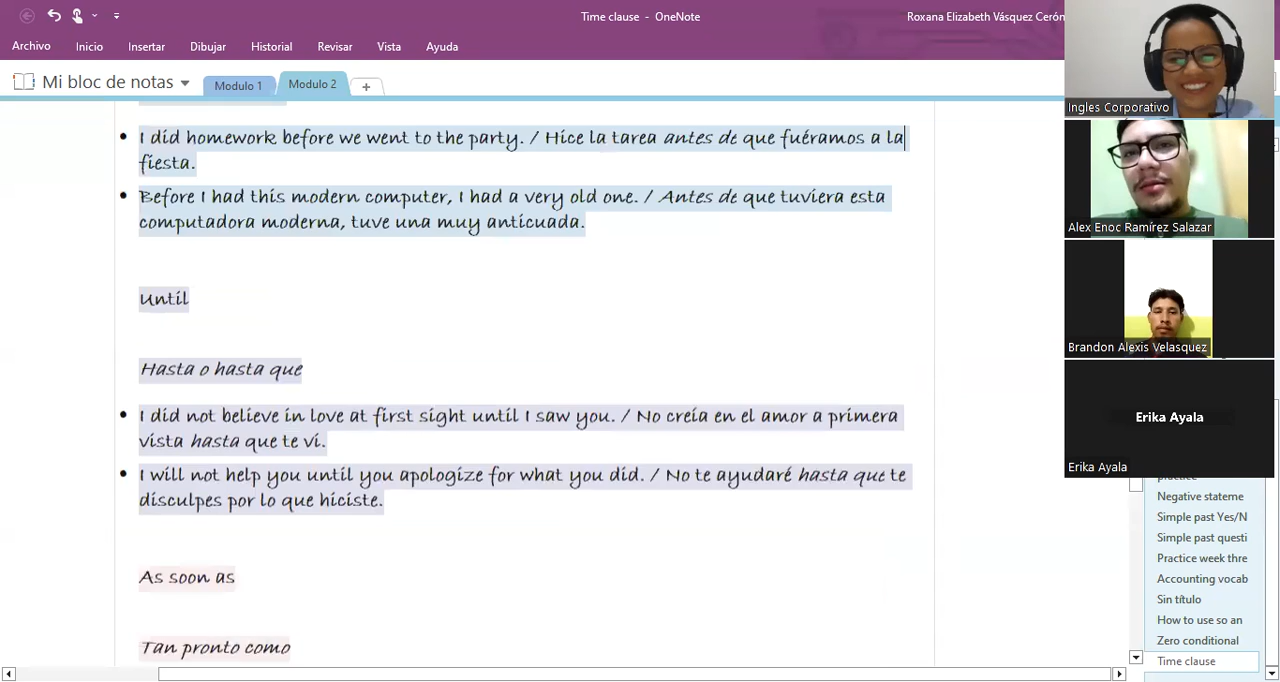 Time clause - OneNote
Roxana Elizabeth Vásquez Cerón
Archivo Inicio Insertar Dibujar Historial Revisar Vista Ayuda
Mi bloc de notas Modulo 1 Modulo 2 +
• I did homework before we went to the party. / Hice la tarea antes de que fuéramos a la
fiesta.
• Before I had this modern computer, I had a very old one. / Antes de que tuviera esta
computadora moderna, tuve una muy anticuada.
Until
Hasta o hasta que
• I did not believe in love at first sight until I saw you. / No creía en el amor a primera
vista hasta que te vi.
• I will not help you until you apologize for what you did. / No te ayudaré hasta que te
disculpes por lo que hiciste.
As soon as
Tan pronto como
Ingles Corporativo
Alex Enoc Ramírez Salazar
Brandon Alexis Velasquez
Erika Ayala
Erika Ayala
practice
Negative stateme
Simple past Yes/N
Simple past questi
Practice week thre
Accounting vocab
Sin título
How to use so an
Zero conditional
Time clause